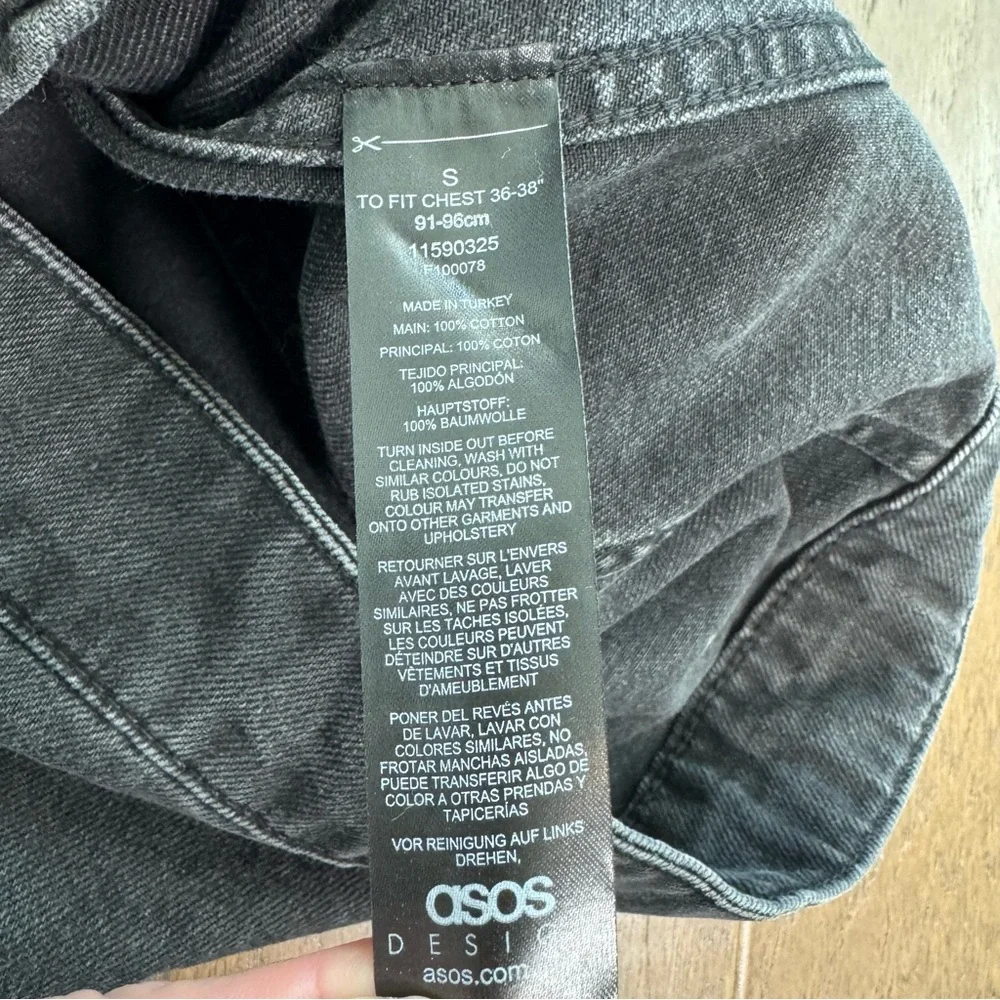 S
TO FIT CHEST 36-38"
91-96cm
11590325
F100078
MADE IN TURKEY
MAIN: 100% COTTON
PRINCIPAL: 100% COTON
TEJIDO PRINCIPAL:
100% ALGODÓN
HAUPTSTOFF:
100% BAUMWOLLE
TURN INSIDE OUT BEFORE
CLEANING, WASH WITH
SIMILAR COLOURS, DO NOT
RUB ISOLATED STAINS,
COLOUR MAY TRANSFER
ONTO OTHER GARMENTS AND
UPHOLSTERY
RETOURNER SUR L'ENVERS
AVANT LAVAGE, LAVER
AVEC DES COULEURS
SIMILAIRES, NE PAS FROTTER
SUR LES TACHES ISOLÉES,
LES COULEURS PEUVENT
DÉTEINDRE SUR D'AUTRES
VÊTEMENTS ET TISSUS
D'AMEUBLEMENT
PONER DEL REVÉS ANTES
DE LAVAR, LAVAR CON
COLORES SIMILARES, NO
FROTAR MANCHAS AISLADAS,
PUEDE TRANSFERIR ALGO DE
COLOR A OTRAS PRENDAS Y
TAPICERÍAS
VOR REINIGUNG AUF LINKS
DREHEN,
asos
DESIG
asos.com